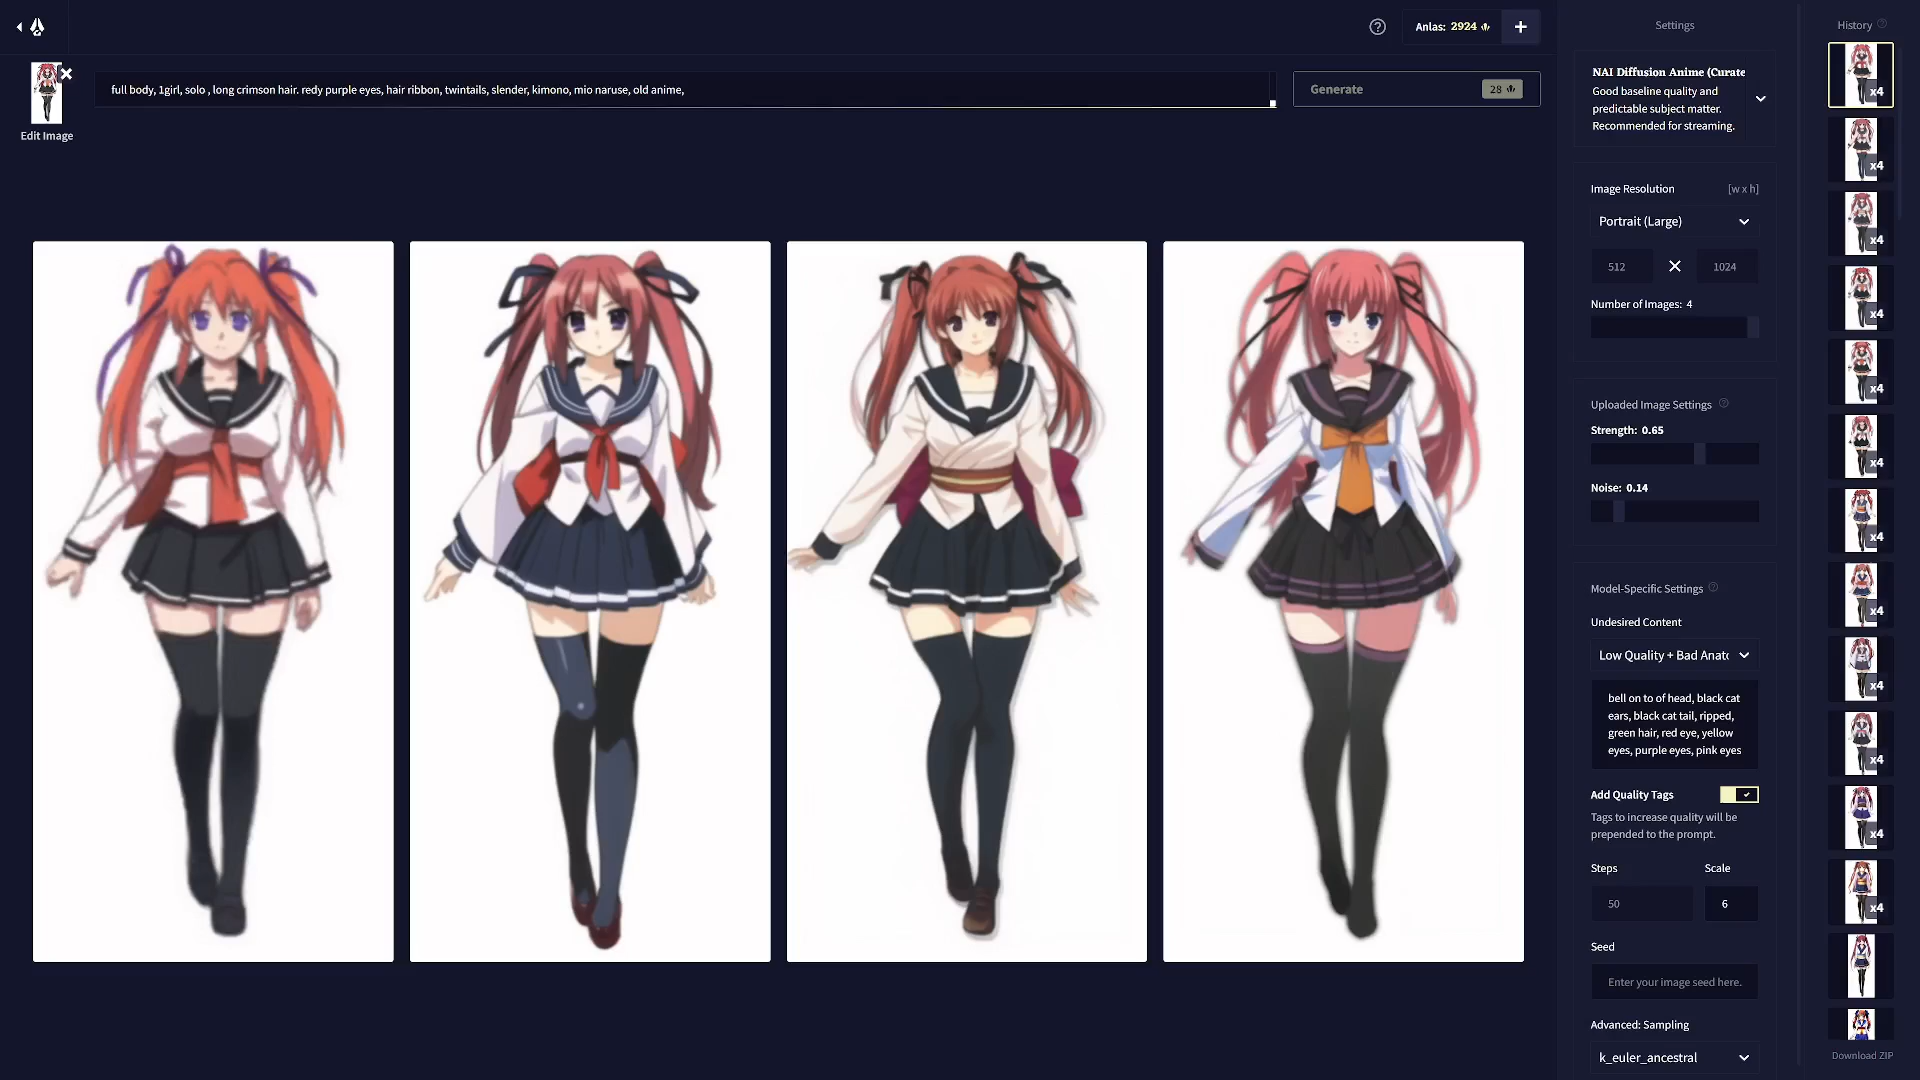 Anlas: 2924
Settings
History
full body, 1girl, solo , long crimson hair. redy purple eyes, hair ribbon, twintails, slender, kimono, mio naruse, old anime,
Generate
28
Edit Image
NAI Diffusion Anime (Curate
Good baseline quality and
predictable subject matter.
Recommended for streaming.
Image Resolution
[w x h]
Portrait (Large)
512
1024
Number of Images: 4
Uploaded Image Settings
Strength: 0.65
Noise: 0.14
Model-Specific Settings
Undesired Content
Low Quality + Bad Anato
bell on to of head, black cat
ears, black cat tail, ripped,
green hair, red eye, yellow
eyes, purple eyes, pink eyes
Add Quality Tags
Tags to increase quality will be
prepended to the prompt.
Steps
Scale
50
6
Seed
Enter your image seed here.
Advanced: Sampling
k_euler_ancestral
x4
x4
x4
x4
x4
x4
x4
x4
x4
x4
x4
x4
Download ZIP